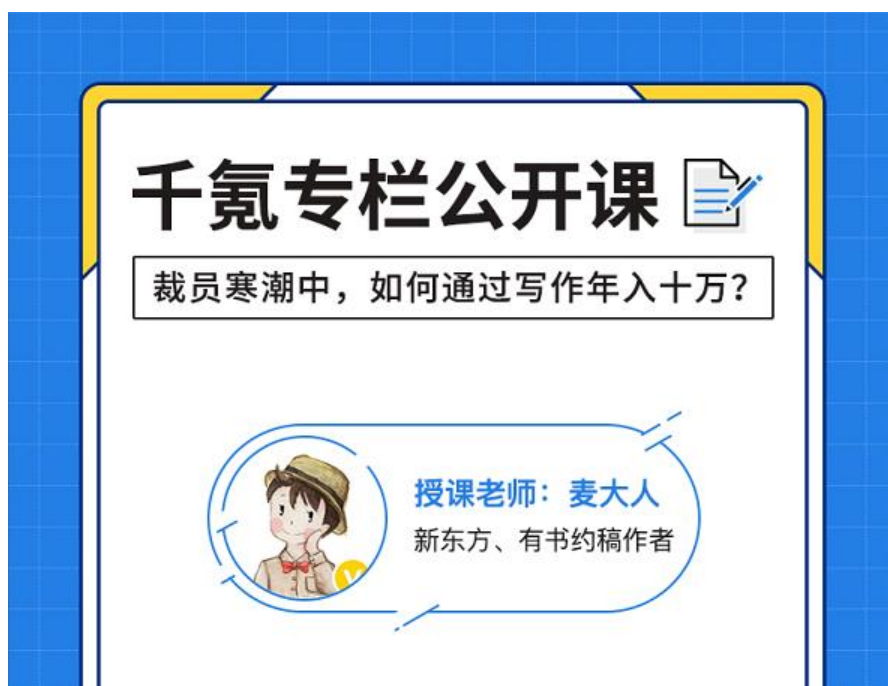 千氪专栏公开课
裁员寒潮中，如何通过写作年入十万？
授课老师：麦大人
新东方、有书约稿作者
V